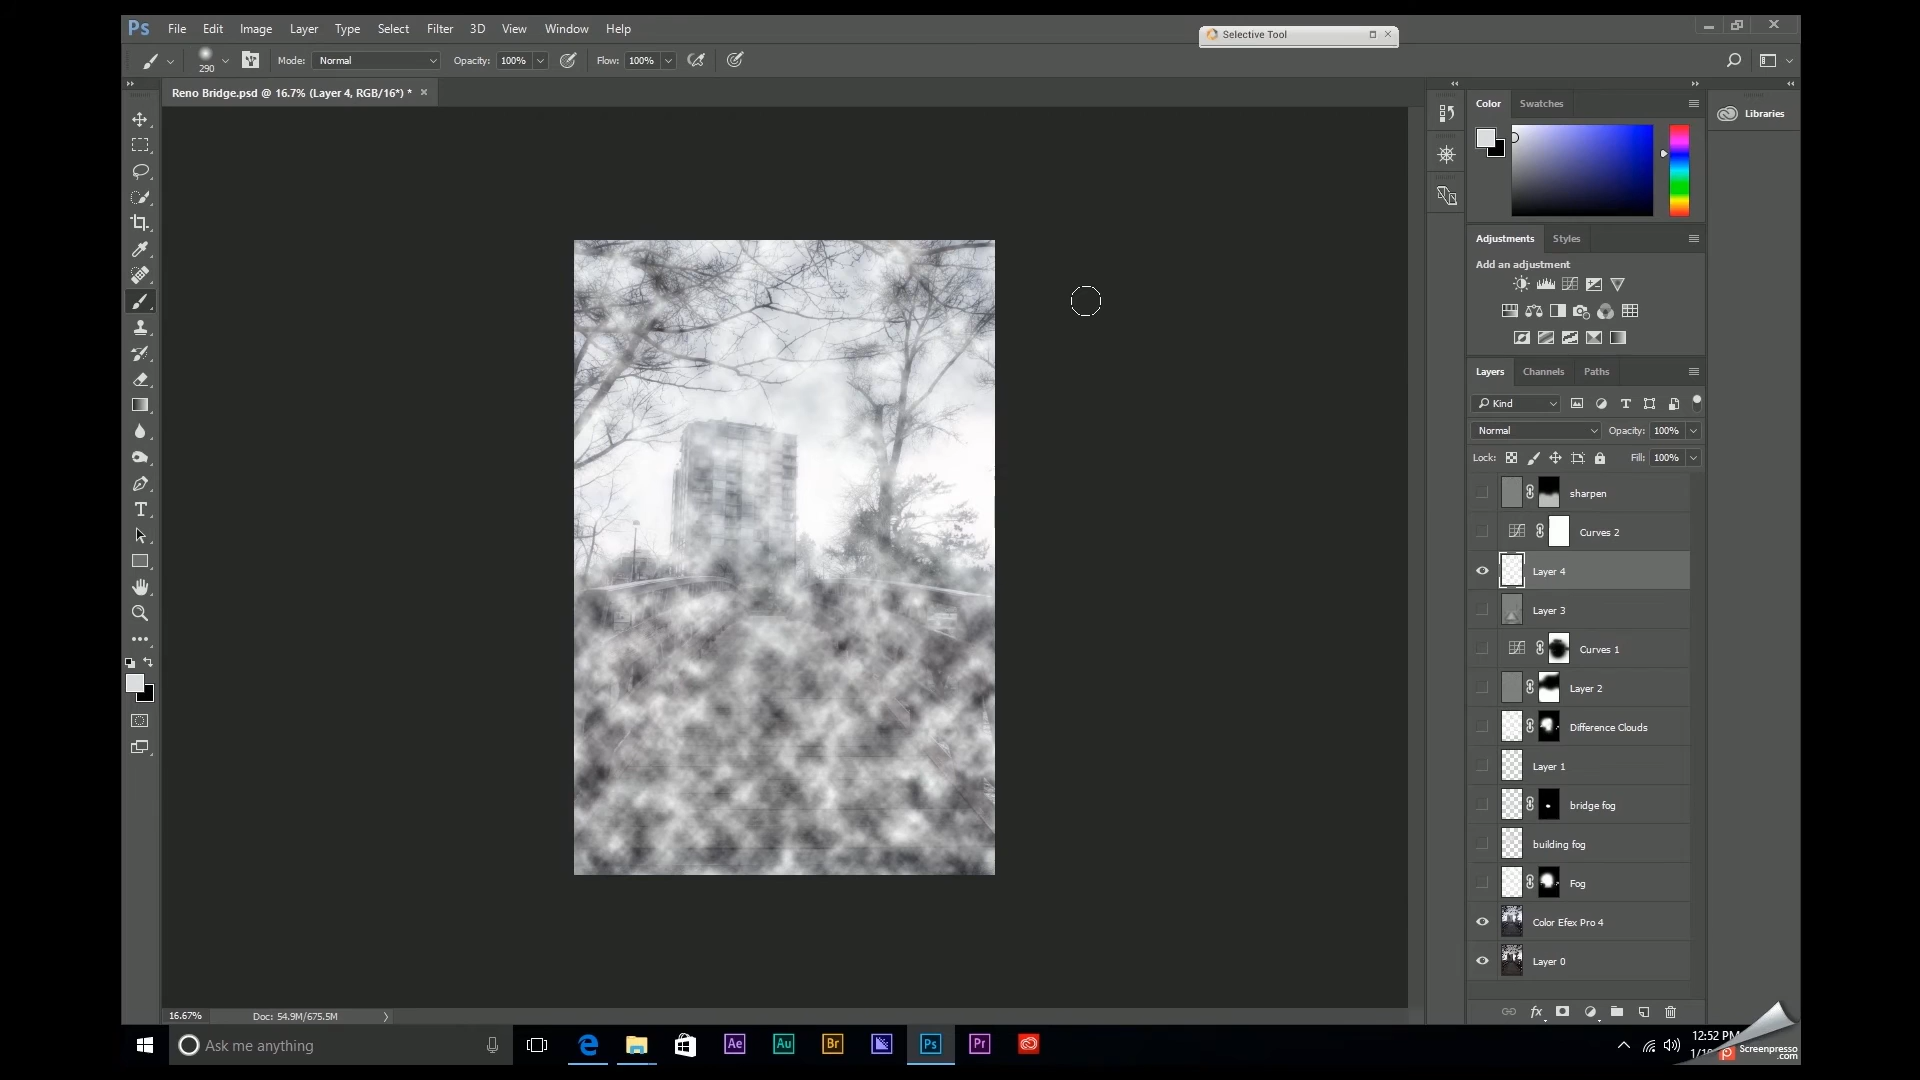 Ps File Edit Image Layer Type Select Filter 3D View Window Help
Selective Tool
290 Mode: Normal Opacity: 100% Flow: 100%
Reno Bridge.psd @ 16.7% (Layer 4, RGB/16*) *
Color Swatches
Libraries
Adjustments Styles
Add an adjustment
Layers Channels Paths
Kind
Normal Opacity: 100%
Lock: Fill: 100%
sharpen
Curves 2
Layer 4
Layer 3
Curves 1
Layer 2
Difference Clouds
Layer 1
bridge fog
building fog
Fog
Color Efex Pro 4
Layer 0
16.67% Doc: 54.9M/675.5M
Ask me anything
Ae Au Br Ps Pr
12:52
Screenpresso
.com